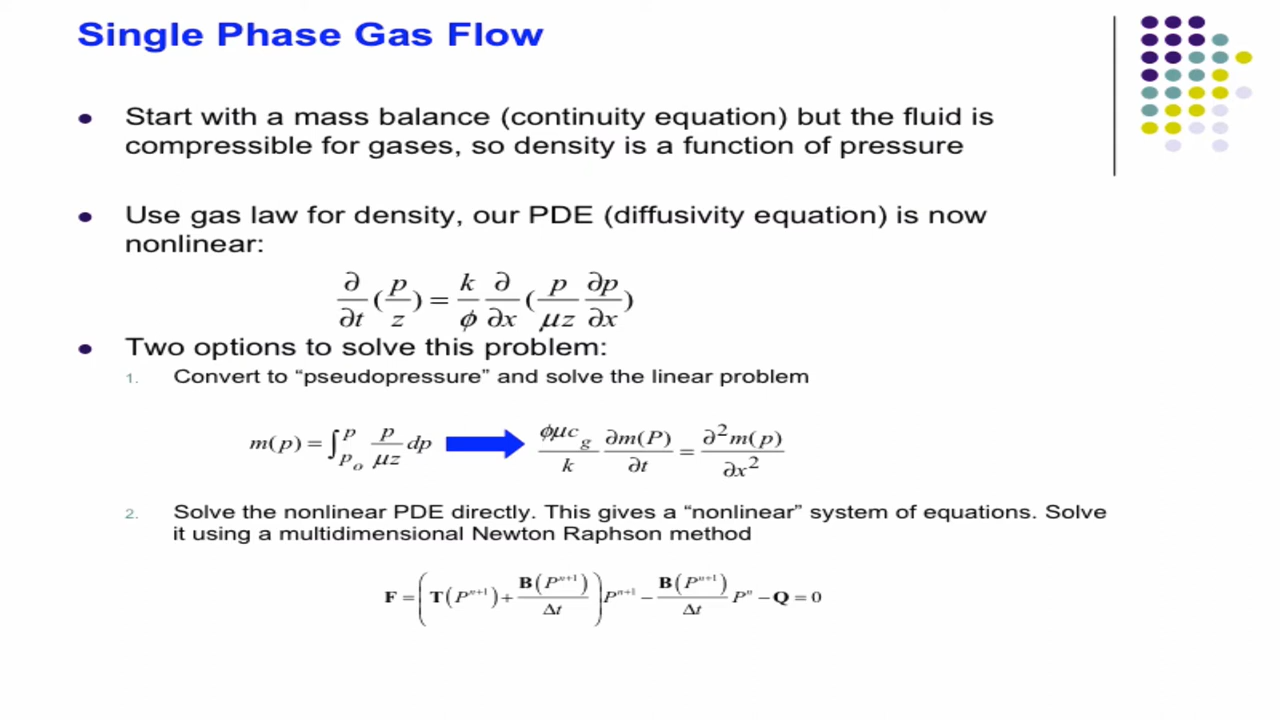 Single Phase Gas Flow
• Start with a mass balance (continuity equation) but the fluid is
compressible for gases, so density is a function of pressure
• Use gas law for density, our PDE (diffusivity equation) is now
nonlinear:
∂/∂t (p/z) = k/ϕ ∂/∂x (p/μz ∂p/∂x)
• Two options to solve this problem:
1. Convert to “pseudopressure” and solve the linear problem
m(p) = ∫_{p_o}^{p} p/μz dp ϕμc_g/k ∂m(P)/∂t = ∂²m(p)/∂x²
2. Solve the nonlinear PDE directly. This gives a “nonlinear” system of equations. Solve
it using a multidimensional Newton Raphson method
F = (T(P^{n+1}) + B(P^{n+1})/Δt) P^{n+1} − B(P^{n+1})/Δt P^n − Q = 0